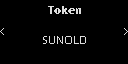 Token
< SUNOLD >